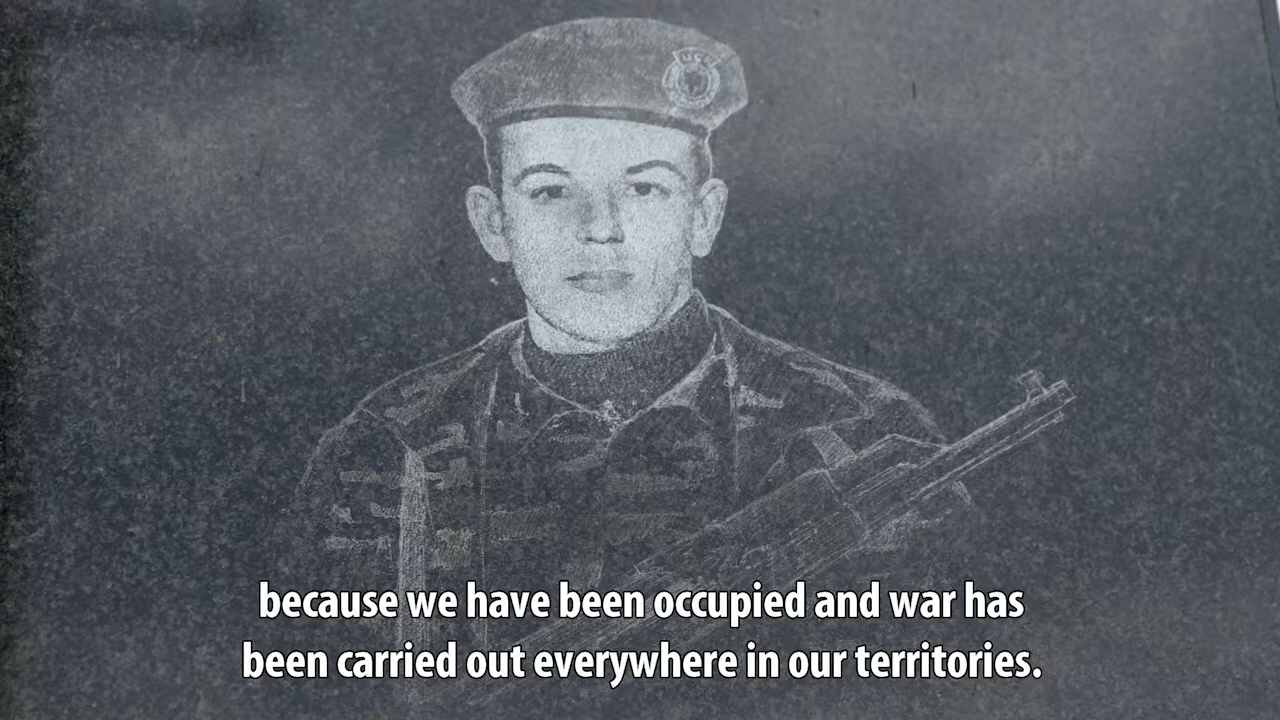 because we have been occupied and war has
been carried out everywhere in our territories.